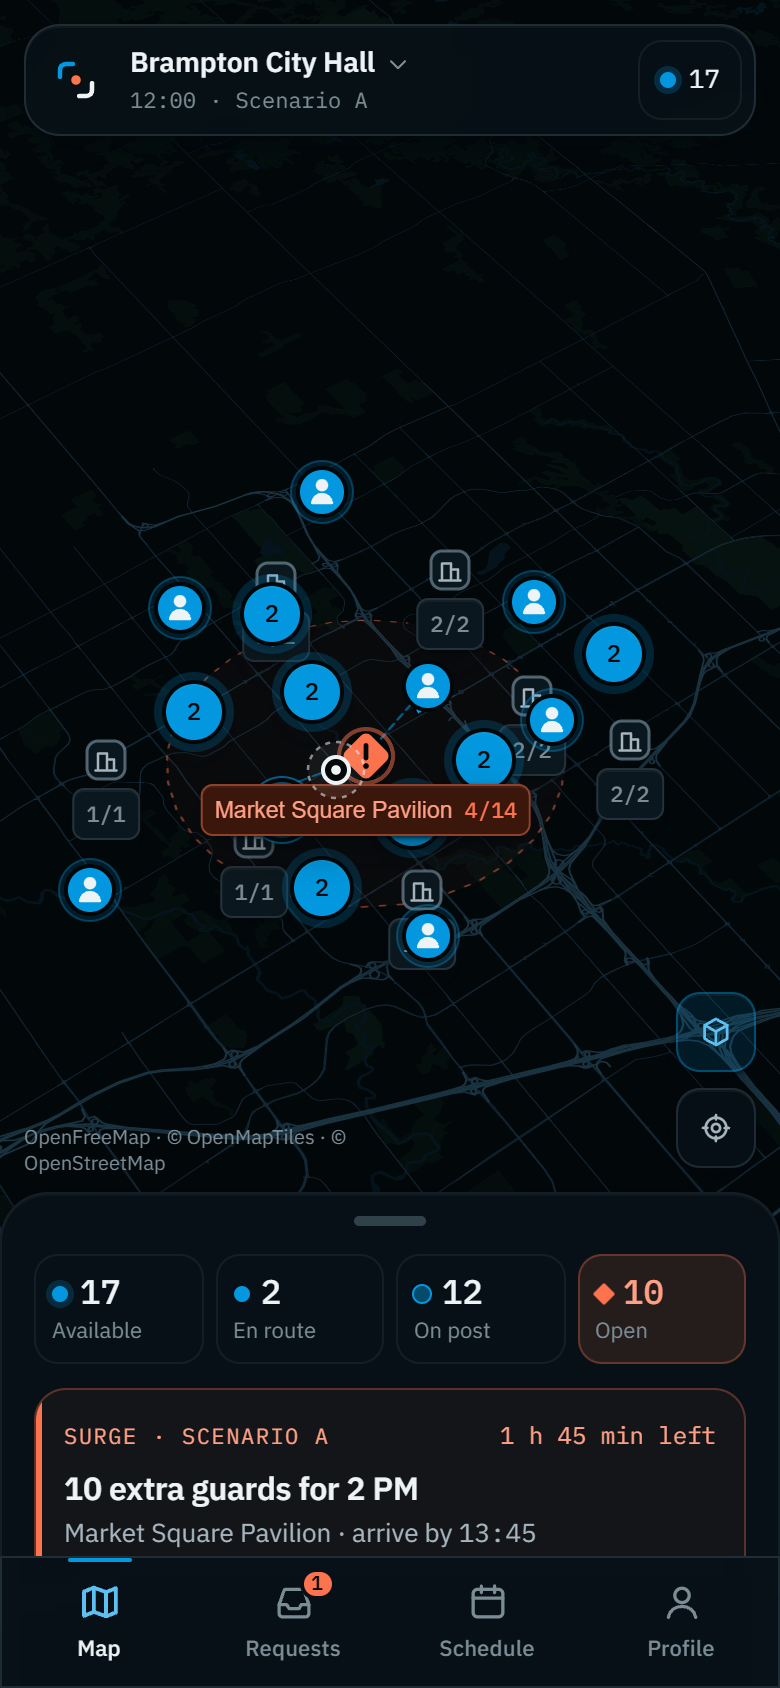 Brampton City Hall
12:00 · Scenario A
17
2
2/2
2
2
2
2
2/2
2/2
1/1
Market Square Pavilion 4/14
1/1
2
OpenFreeMap · © OpenMapTiles · ©
OpenStreetMap
17
Available
2
En route
12
On post
10
Open
SURGE · SCENARIO A
1 h 45 min left
10 extra guards for 2 PM
Market Square Pavilion · arrive by 13:45
1
Map
Requests
Schedule
Profile